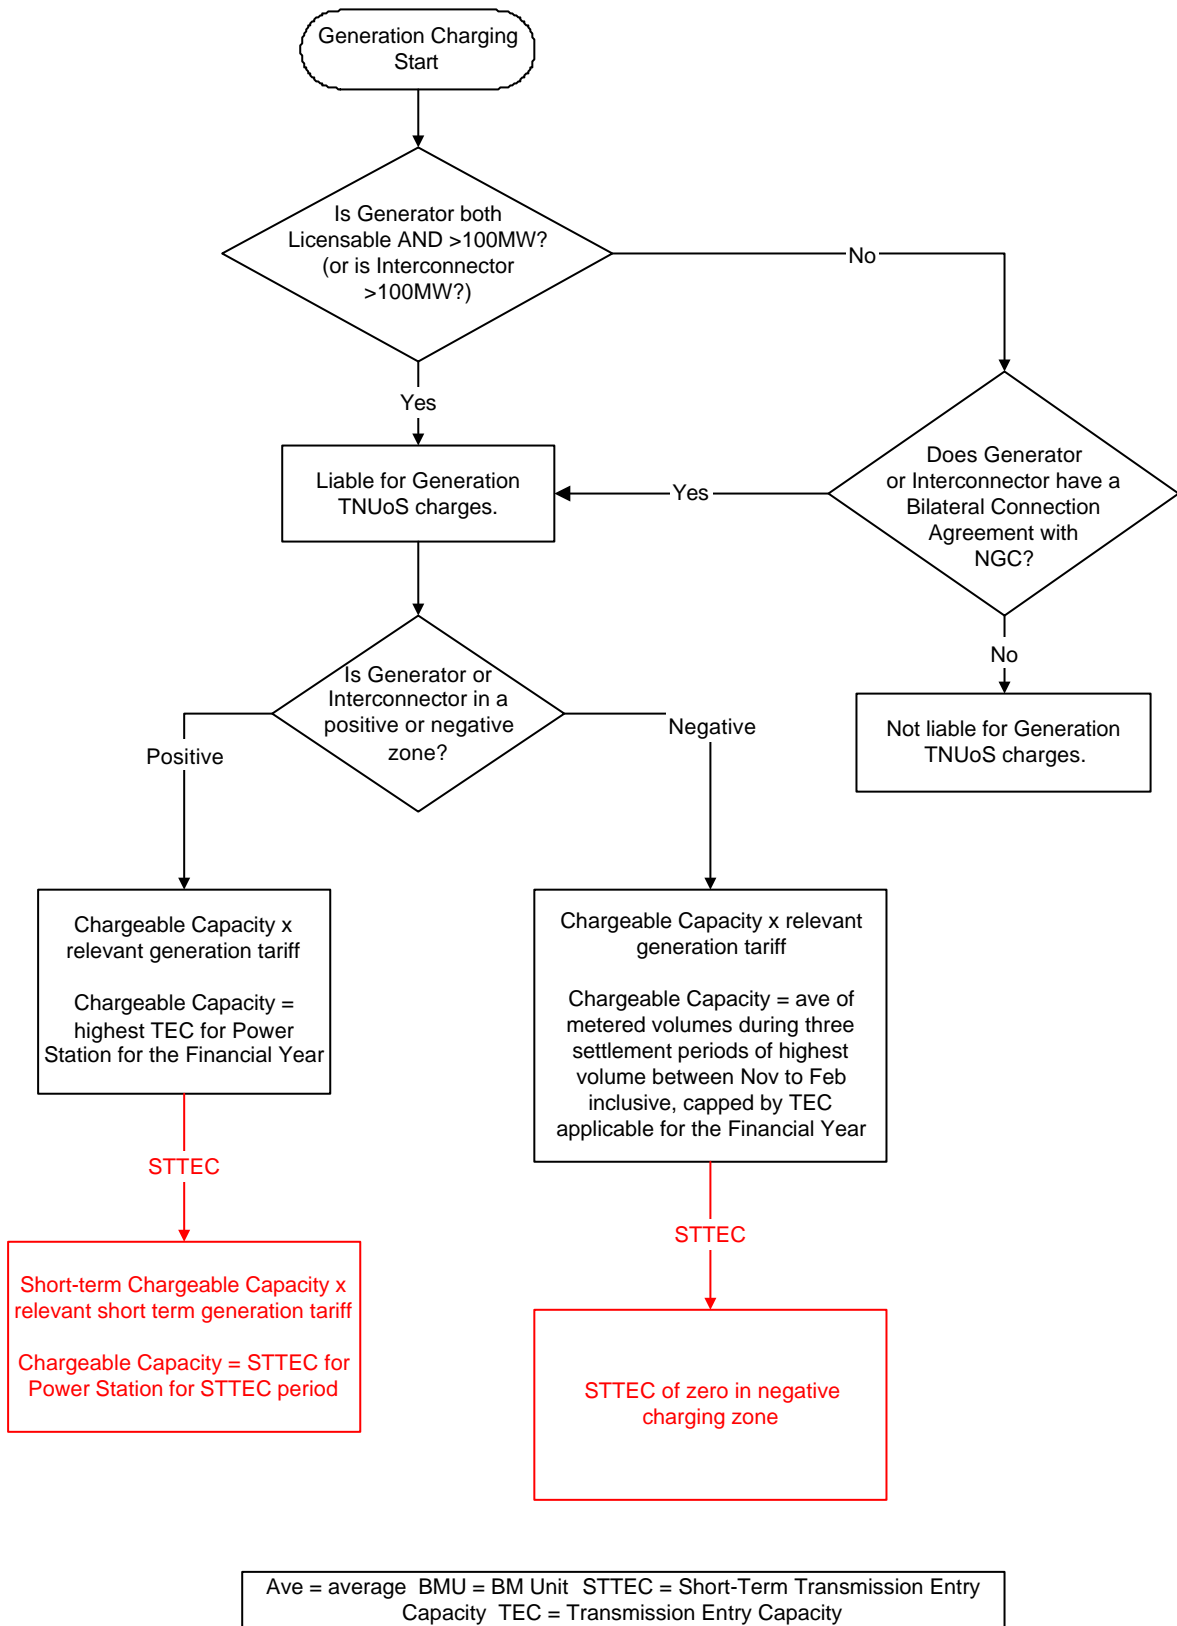 Generation Charging
Start
Is Generator both
Licensable AND >100MW?
(or is Interconnector
>100MW?)
No
Yes
Does Generator
or Interconnector have a
Bilateral Connection
Agreement with
NGC?
Liable for Generation
TNUoS charges.
Yes
No
Is Generator or
Interconnector in a
positive or negative
zone?
Not liable for Generation
TNUoS charges.
Positive
Negative
Chargeable Capacity x
relevant generation tariff
Chargeable Capacity =
highest TEC for Power
Station for the Financial Year
Chargeable Capacity x relevant
generation tariff
Chargeable Capacity = ave of
metered volumes during three
settlement periods of highest
volume between Nov to Feb
inclusive, capped by TEC
applicable for the Financial Year
STTEC
STTEC
Short-term Chargeable Capacity x
relevant short term generation tariff
Chargeable Capacity = STTEC for
Power Station for STTEC period
STTEC of zero in negative
charging zone
Ave = average BMU = BM Unit STTEC = Short-Term Transmission Entry
Capacity TEC = Transmission Entry Capacity